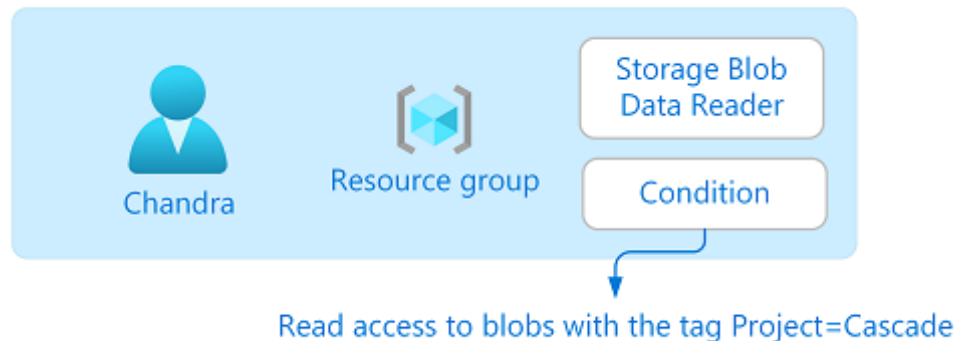 Chandra
Resource group
Storage Blob
Data Reader
Condition
Read access to blobs with the tag Project=Cascade